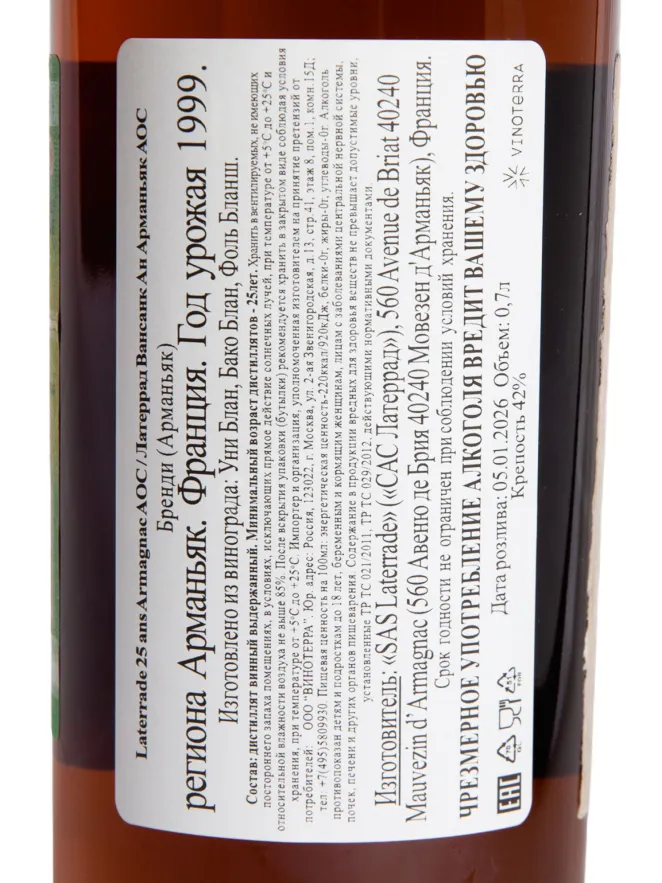 Laterrade 25 ans Armagnac AOC / Латеррад Вансанк Ан Арманьяк АОС
Бренди (Арманьяк)
региона Арманьяк. Франция. Год урожая 1999.
Изготовлено из винограда: Уни Блан, Бако Блан, Фоль Бланш.
Состав: дистиллят винный выдержанный. Минимальный возраст дистиллятов - 25лет. Хранить в вентилируемых, не имеющих
постороннего запаха помещениях, в условиях, исключающих прямое действие солнечных лучей, при температуре от +5°С до +25°С и
относительной влажности воздуха не выше 85%. После вскрытия упаковки (бутылки) рекомендуется хранить в закрытом виде соблюдая условия
хранения, при температуре от +5°С до +25°С. Импортер и организация, уполномоченная изготовителем на принятие претензий от
потребителей: ООО "ВИНОТЕРРА". Юр. адрес: Россия, 123022, г. Москва, ул. 2-ая Звенигородская, д.13, стр.41, этаж 8, пом.1, комн.15Д;
тел. +7(495)5809930. Пищевая ценность на 100мл: энергетическая ценность-220ккал/920кДж, белки-0г, жиры-0г, углеводы-0г. Алкоголь
противопоказан детям и подросткам до 18 лет, беременным и кормящим женщинам, лицам с заболеваниями центральной нервной системы,
почек, печени и других органов пищеварения. Содержание в продукции вредных для здоровья веществ не превышает допустимые уровни,
установленные ТР ТС 021/2011, ТР ТС 029/2012, действующими нормативными документами.
Изготовитель: «SAS Laterrade» («САС Латеррад»), 560 Avenue de Briat 40240
Mauvezin d'Armagnac (560 Авеню де Брия 40240 Мовезен д'Арманьяк), Франция.
Срок годности не ограничен при соблюдении условий хранения.
ЧРЕЗМЕРНОЕ УПОТРЕБЛЕНИЕ АЛКОГОЛЯ ВРЕДИТ ВАШЕМУ ЗДОРОВЬЮ
Дата розлива: 05.01.2026 Объем: 0,7л
Крепость 42%
EAC
VINOTERRA